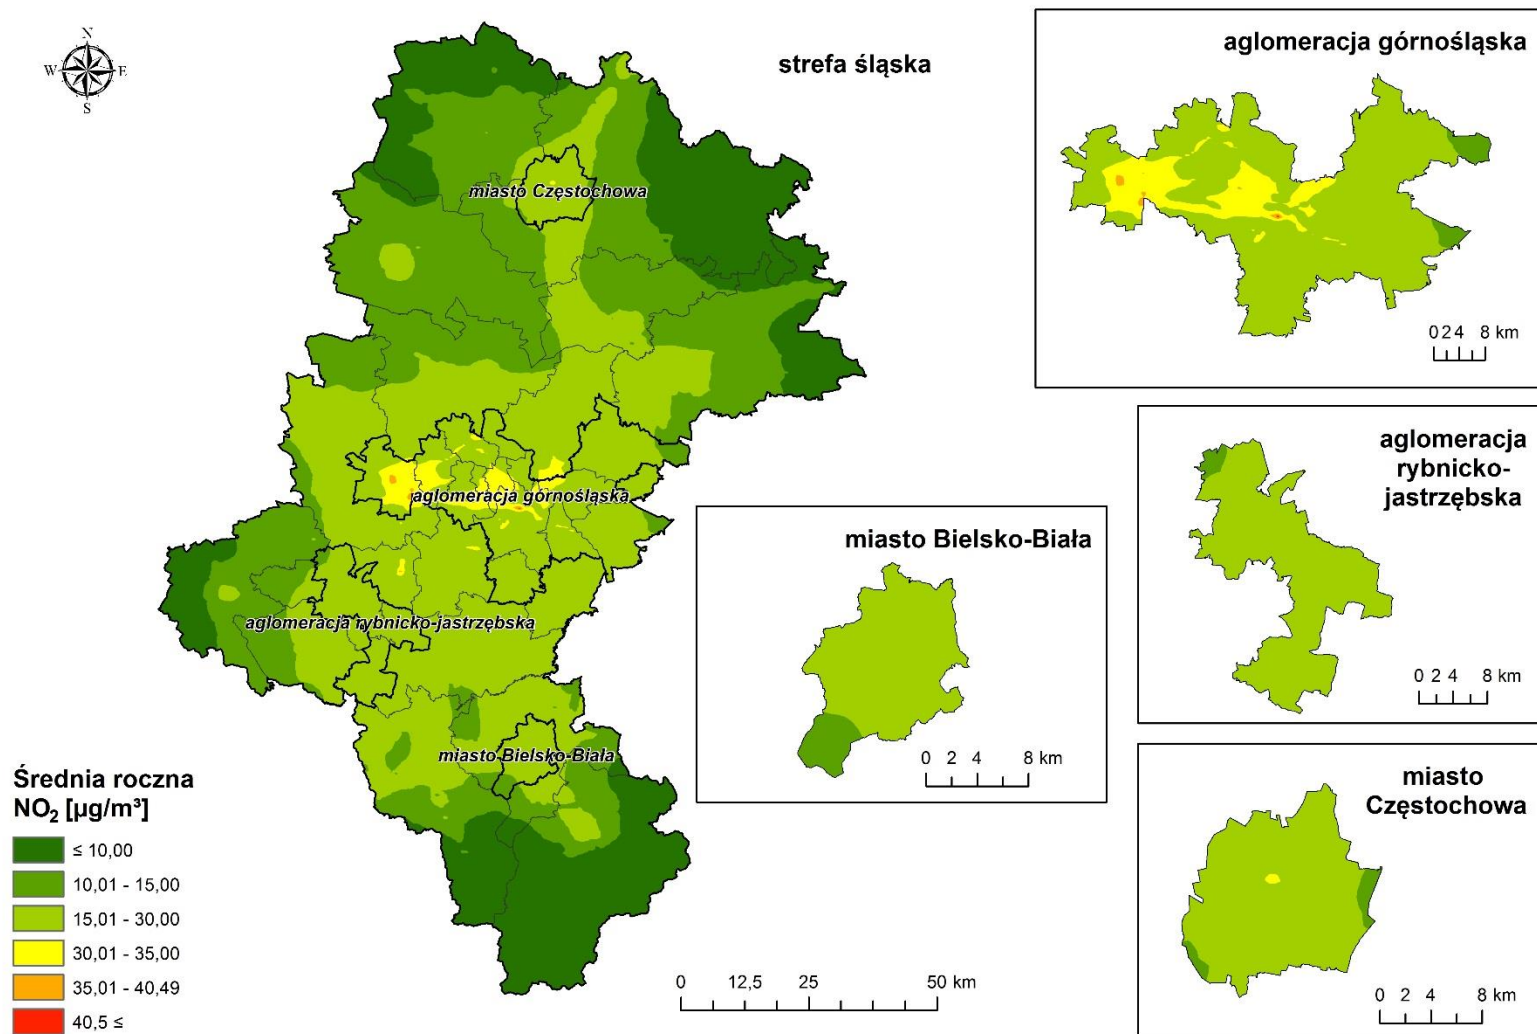 N
W E
S
strefa śląska
miasto Częstochowa
aglomeracja górnośląska
aglomeracja rybnicko-jastrzębska
miasto Bielsko-Biała
Średnia roczna
NO₂ [µg/m³]
≤ 10,00
10,01 - 15,00
15,01 - 30,00
30,01 - 35,00
35,01 - 40,49
40,5 ≤
0 12,5 25 50 km
aglomeracja górnośląska
0 2 4 8 km
aglomeracja
rybnicko-
jastrzębska
0 2 4 8 km
miasto Bielsko-Biała
0 2 4 8 km
miasto
Częstochowa
0 2 4 8 km